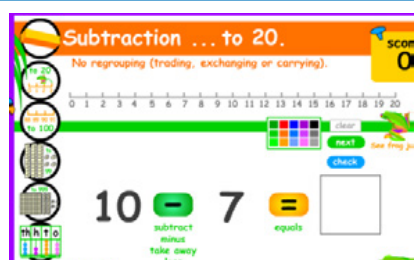 Subtraction ... to 20.
No regrouping (trading, exchanging or carrying).
0
to 20
0 1 2 3 4 5 6 7 8 9 10 11 12 13 14 15 16 17 18 19 20
to 100
clear
next
See frog
check
10 − 7 =
subtract
minus
take away
equals
th h t o